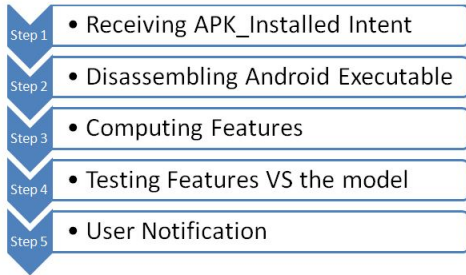 Step 1
• Receiving APK_Installed Intent
Step 2
• Disassembling Android Executable
Step 3
• Computing Features
Step 4
• Testing Features VS the model
Step 5
• User Notification